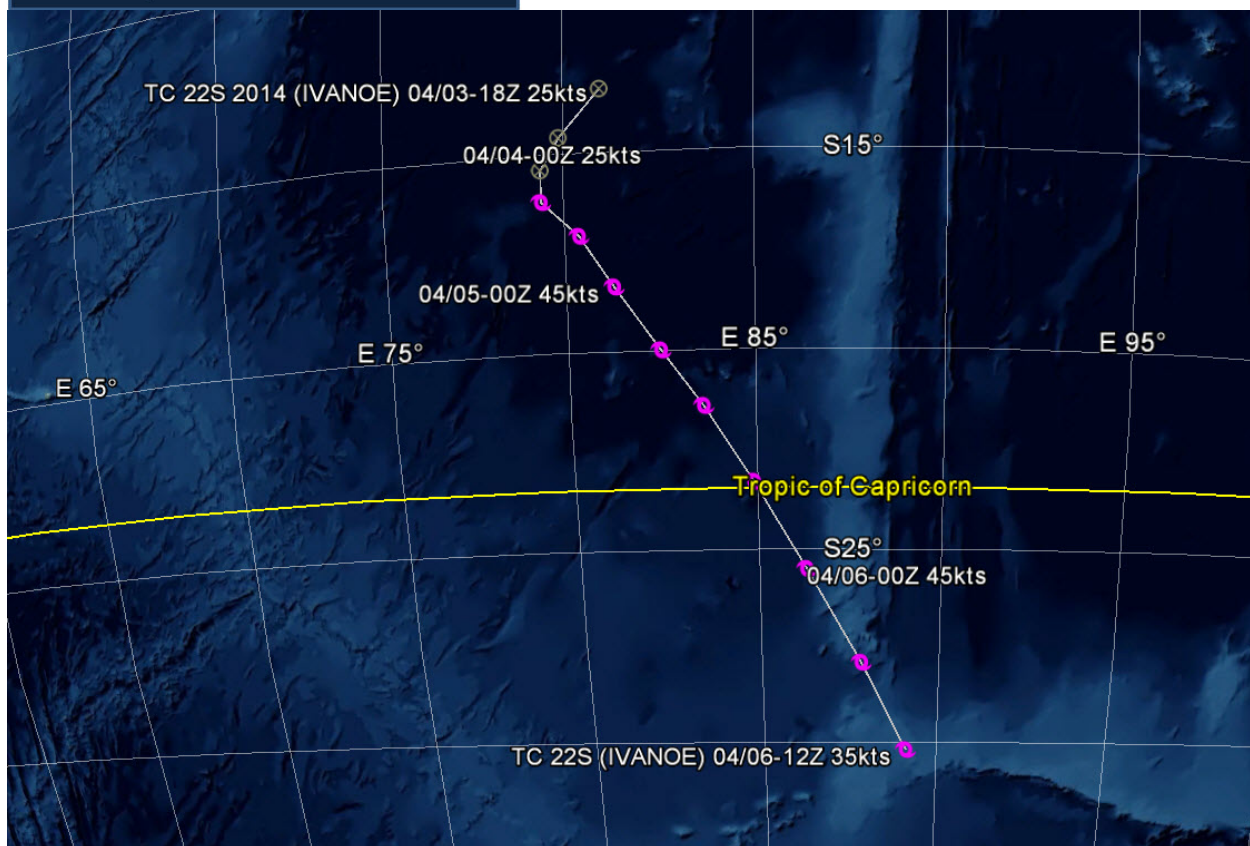 TC 22S 2014 (IVANOE) 04/03-18Z 25kts
S15°
04/04-00Z 25kts
04/05-00Z 45kts
E 85°
E 95°
E 75°
E 65°
Tropic of Capricorn
S25°
04/06-00Z 45kts
TC 22S (IVANOE) 04/06-12Z 35kts